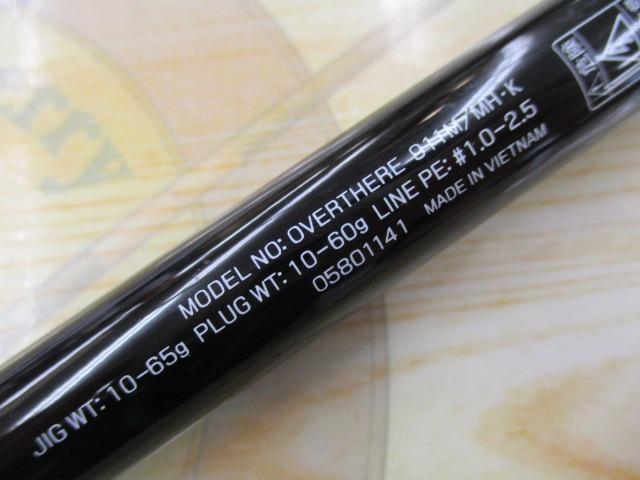 MODEL NO: OVERTHERE 911M/MH·K
JIG WT: 10-65g PLUG WT: 10-60g LINE PE: #1.0-2.5
05801141 MADE IN VIETNAM